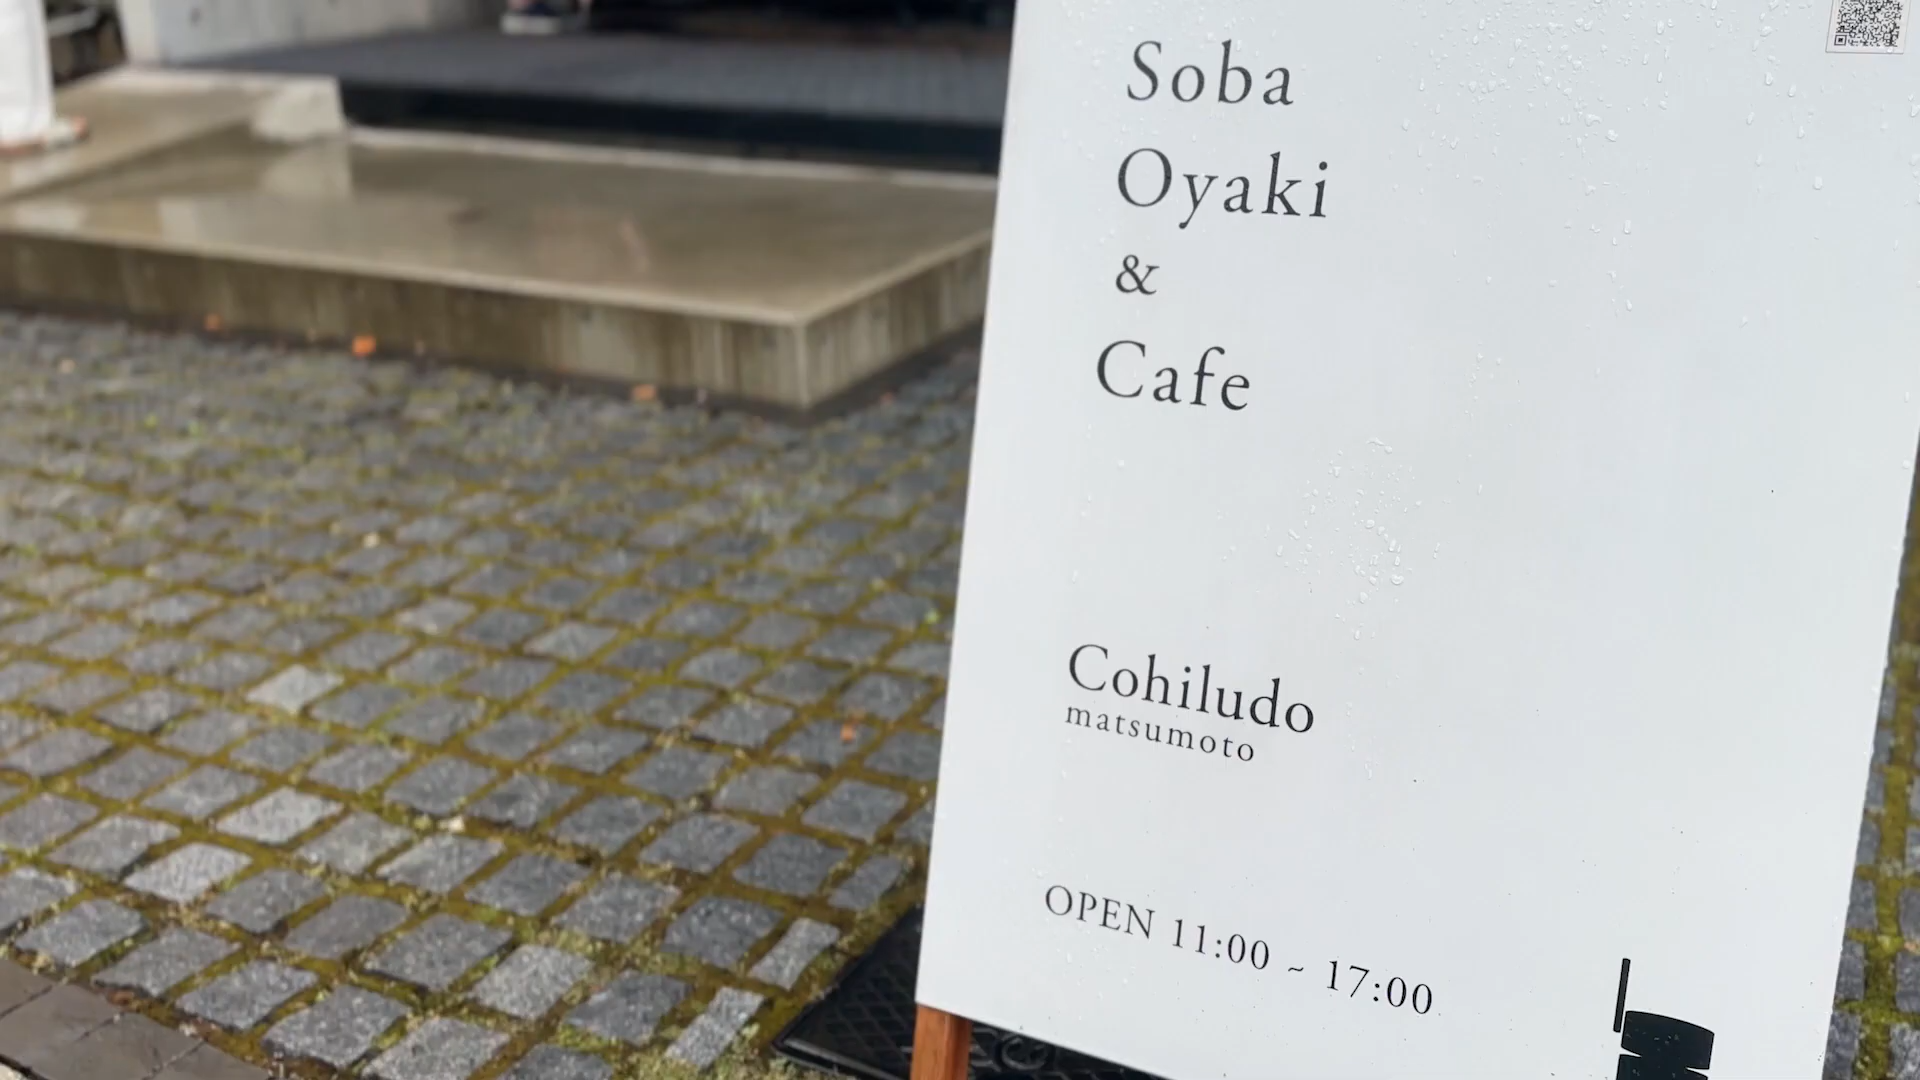 Soba
Oyaki
&
Cafe
Cohiludo
matsumoto
OPEN 11:00 ~ 17:00